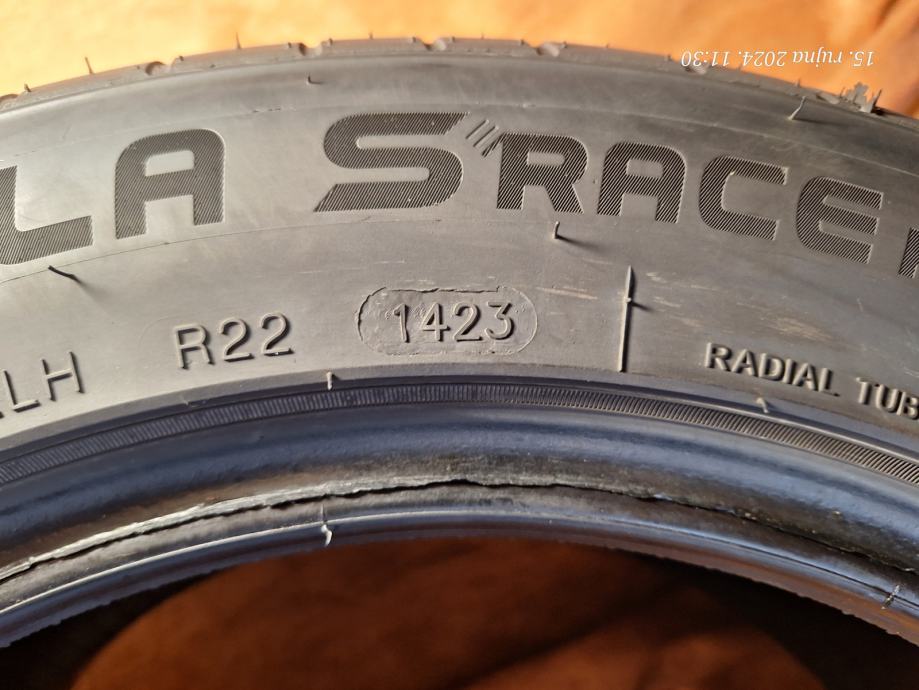 15. rujna 2024. 11:30
LA SRACE
LH R22 1423 RADIAL TUB